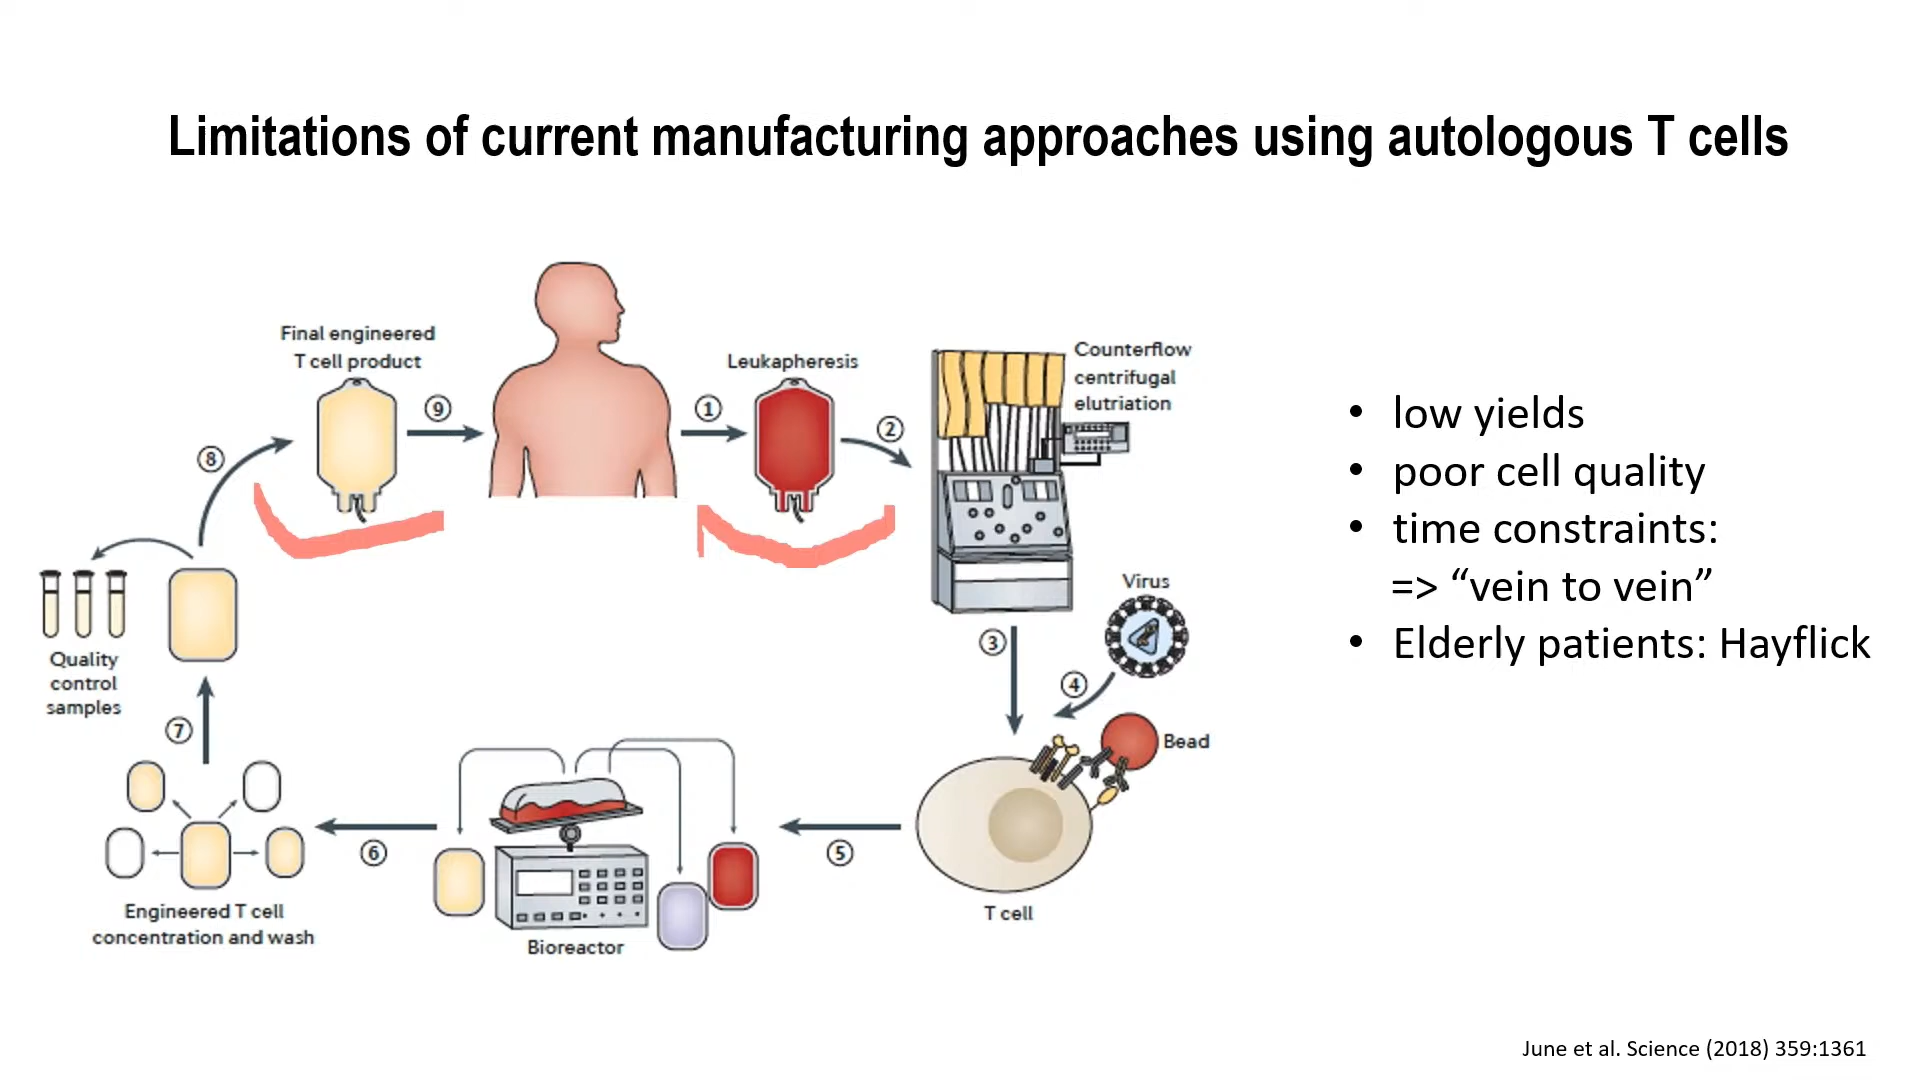 Limitations of current manufacturing approaches using autologous T cells
Final engineered
T cell product
Leukapheresis
Counterflow
centrifugal
elutriation
9
1
2
8
3
Virus
4
Bead
Quality
control
samples
7
6
5
Engineered T cell
concentration and wash
Bioreactor
T cell
• low yields
• poor cell quality
• time constraints:
=> “vein to vein”
• Elderly patients: Hayflick
June et al. Science (2018) 359:1361